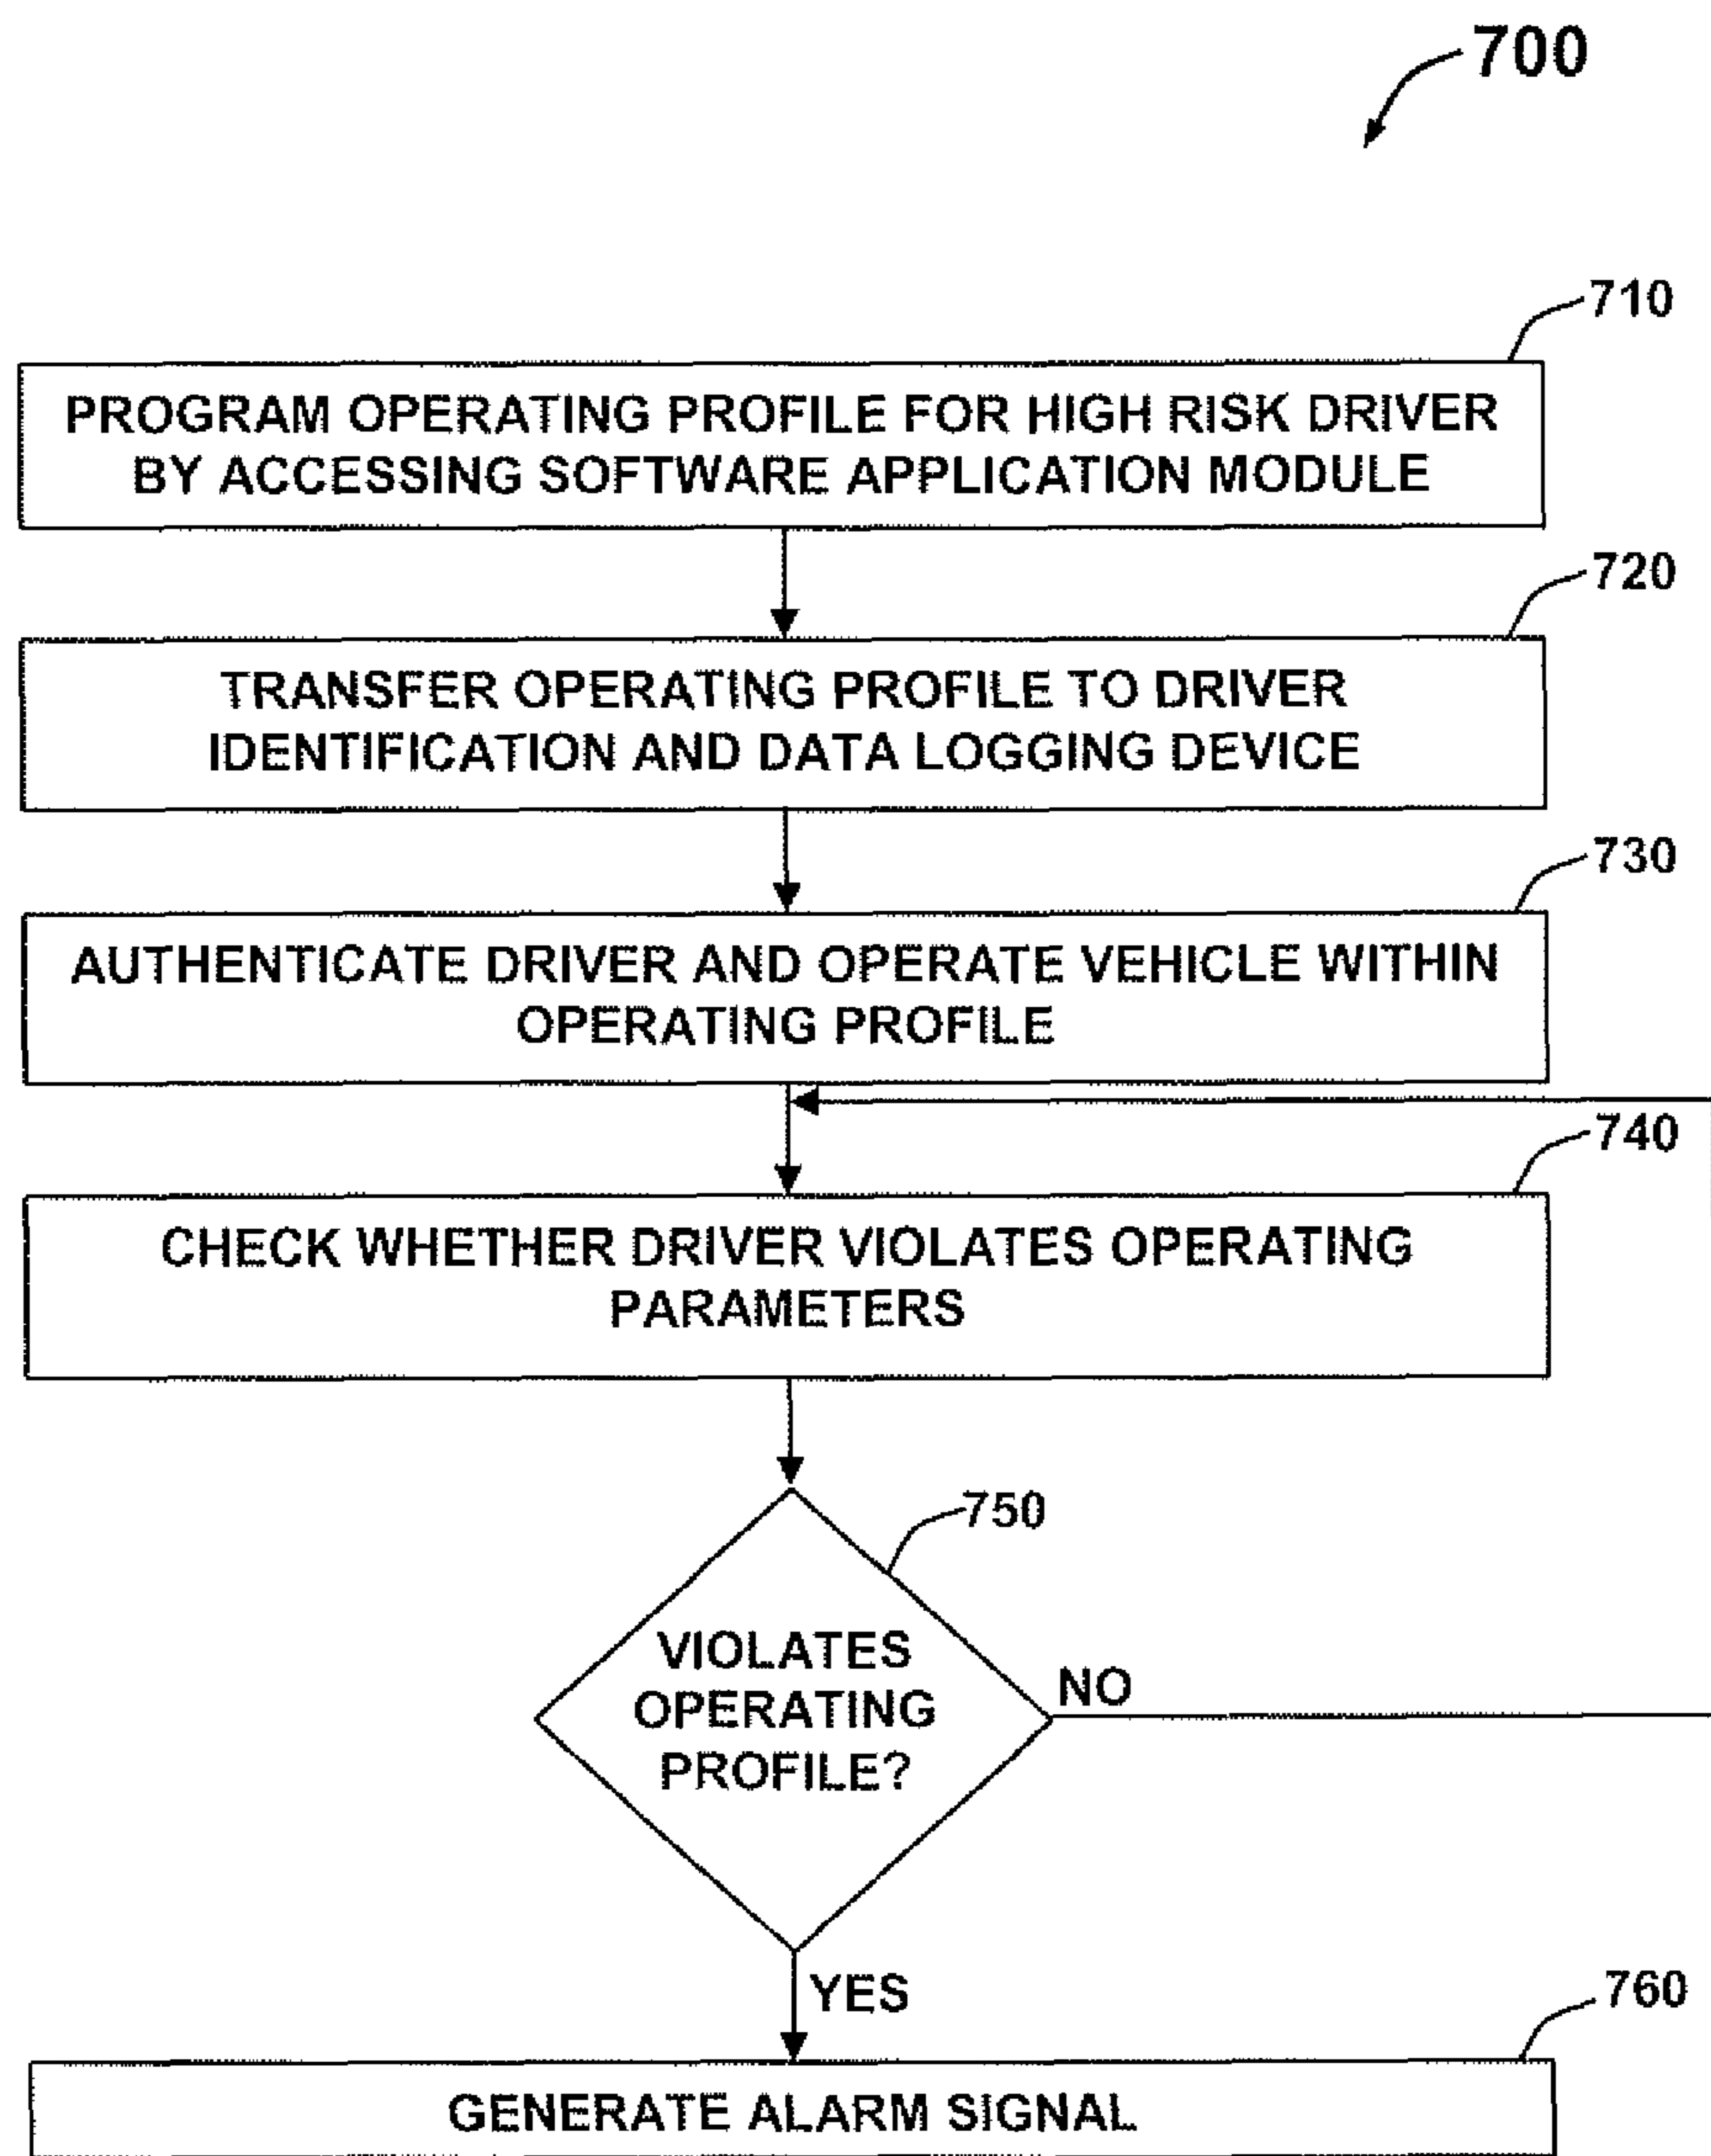 700
710
PROGRAM OPERATING PROFILE FOR HIGH RISK DRIVER
BY ACCESSING SOFTWARE APPLICATION MODULE
720
TRANSFER OPERATING PROFILE TO DRIVER
IDENTIFICATION AND DATA LOGGING DEVICE
730
AUTHENTICATE DRIVER AND OPERATE VEHICLE WITHIN
OPERATING PROFILE
740
CHECK WHETHER DRIVER VIOLATES OPERATING
PARAMETERS
750
VIOLATES
OPERATING
PROFILE?
NO
YES
760
GENERATE ALARM SIGNAL